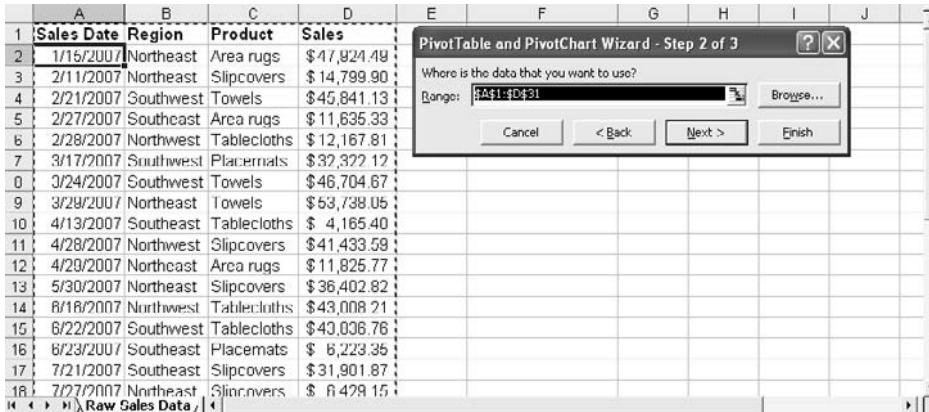 A B C D E F G H I J
1 Sales Date Region Product Sales
2 1/15/2007 Northeast Area rugs $47,924.49
3 2/11/2007 Northeast Slipcovers $14,799.90
4 2/21/2007 Southwest Towels $45,841.13
5 2/27/2007 Southeast Area rugs $11,635.33
6 2/28/2007 Northwest Tablecloths $12,167.81
7 3/17/2007 Southwest Placemats $32,322.12
8 3/24/2007 Southwest Towels $46,704.67
9 3/29/2007 Northeast Towels $53,738.05
10 4/13/2007 Southeast Tablecloths $ 4,165.40
11 4/28/2007 Northwest Slipcovers $41,433.59
12 4/29/2007 Northeast Area rugs $11,825.77
13 5/30/2007 Northeast Slipcovers $36,402.82
14 6/16/2007 Northwest Tablecloths $43,008.21
15 6/22/2007 Southwest Tablecloths $43,036.76
16 6/23/2007 Southeast Placemats $ 6,223.35
17 7/21/2007 Southeast Slipcovers $31,901.87
18 7/27/2007 Northeast Slipcovers $ 6,429.15
Raw Sales Data
PivotTable and PivotChart Wizard - Step 2 of 3
Where is the data that you want to use?
Range: $A$1:$D$31 Browse...
Cancel < Back Next > Finish